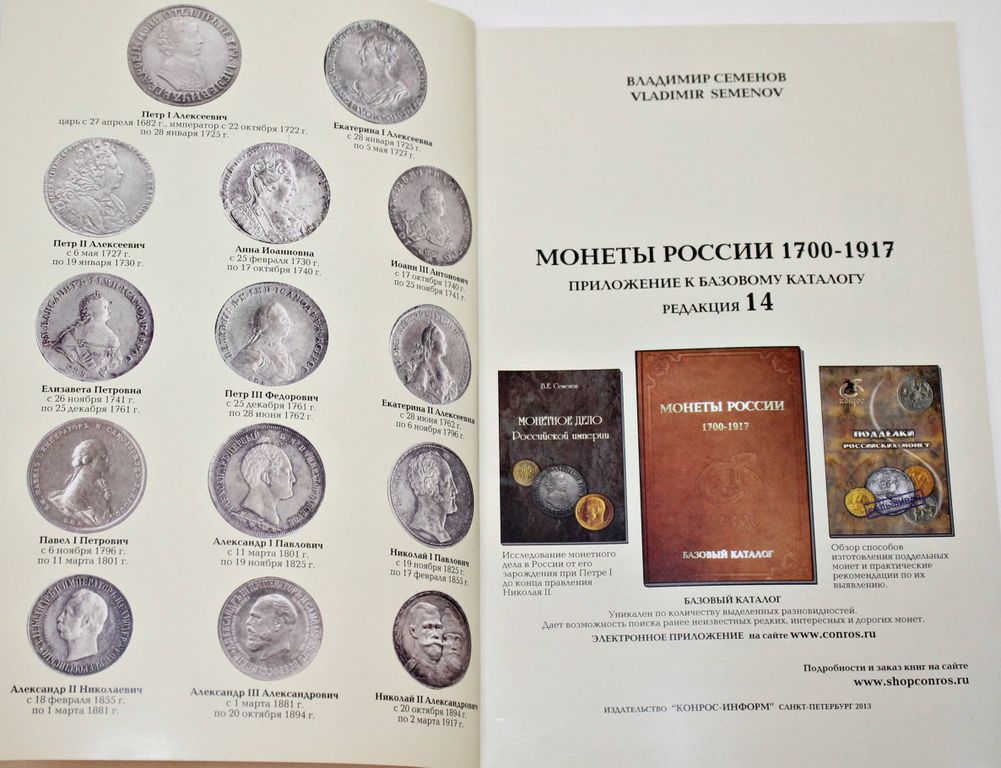 Петр I Алексеевич
царь с 27 апреля 1682 г., император с 22 октября 1722 г.
по 28 января 1725 г.
Екатерина I Алексеевна
с 28 января 1725 г.
по 5 мая 1727 г.
Петр II Алексеевич
с 6 мая 1727 г.
по 19 января 1730 г.
Анна Иоанновна
с 25 февраля 1730 г.
по 17 октября 1740 г.
Иоанн III Антонович
с 17 октября 1740 г.
по 25 ноября 1741 г.
Елизавета Петровна
с 26 ноября 1741 г.
по 25 декабря 1761 г.
Петр III Федорович
с 25 декабря 1761 г.
по 28 июня 1762 г.
Екатерина II Алексеевна
с 28 июня 1762 г.
по 6 ноября 1796 г.
Павел I Петрович
с 6 ноября 1796 г.
по 11 марта 1801 г.
Александр I Павлович
с 11 марта 1801 г.
по 19 ноября 1825 г.
Николай I Павлович
с 19 ноября 1825 г.
по 17 февраля 1855 г.
Александр II Николаевич
с 18 февраля 1855 г.
по 1 марта 1881 г.
Александр III Александрович
с 1 марта 1881 г.
по 20 октября 1894 г.
Николай II Александрович
с 20 октября 1894 г.
по 2 марта 1917 г.
ВЛАДИМИР СЕМЕНОВ
VLADIMIR SEMENOV
МОНЕТЫ РОССИИ 1700-1917
ПРИЛОЖЕНИЕ К БАЗОВОМУ КАТАЛОГУ
РЕДАКЦИЯ 14
В.Е. Семенов
МОНЕТНОЕ ДЕЛО
Российской империи
МОНЕТЫ РОССИИ
1700-1917
БАЗОВЫЙ КАТАЛОГ
КОНРОС
ПОДДЕЛКИ
РОССИЙСКИХ МОНЕТ
Исследование монетного
дела в России от его
зарождения при Петре I
до конца правления
Николая II.
Обзор способов
изготовления поддельных
монет и практические
рекомендации по их
выявлению.
БАЗОВЫЙ КАТАЛОГ
Уникален по количеству выделенных разновидностей.
Дает возможность поиска ранее неизвестных редких, интересных и дорогих монет.
ЭЛЕКТРОННОЕ ПРИЛОЖЕНИЕ на сайте www.conros.ru
Подробности и заказ книг на сайте
www.shopconros.ru
ИЗДАТЕЛЬСТВО "КОНРОС-ИНФОРМ" САНКТ-ПЕТЕРБУРГ 2013